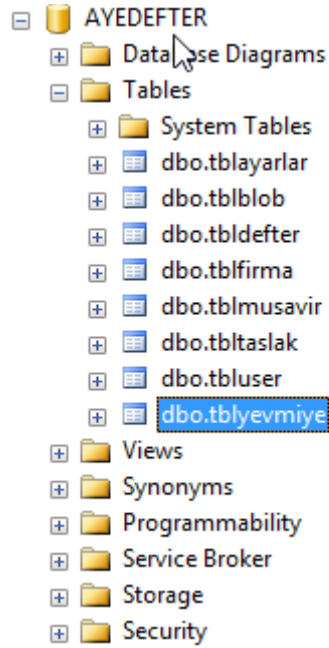 AYEDEFTER
Database Diagrams
Tables
System Tables
dbo.tblayarlar
dbo.tblblob
dbo.tbldefter
dbo.tblfirma
dbo.tblmusavir
dbo.tbltaslak
dbo.tbluser
dbo.tblyevmiye
Views
Synonyms
Programmability
Service Broker
Storage
Security